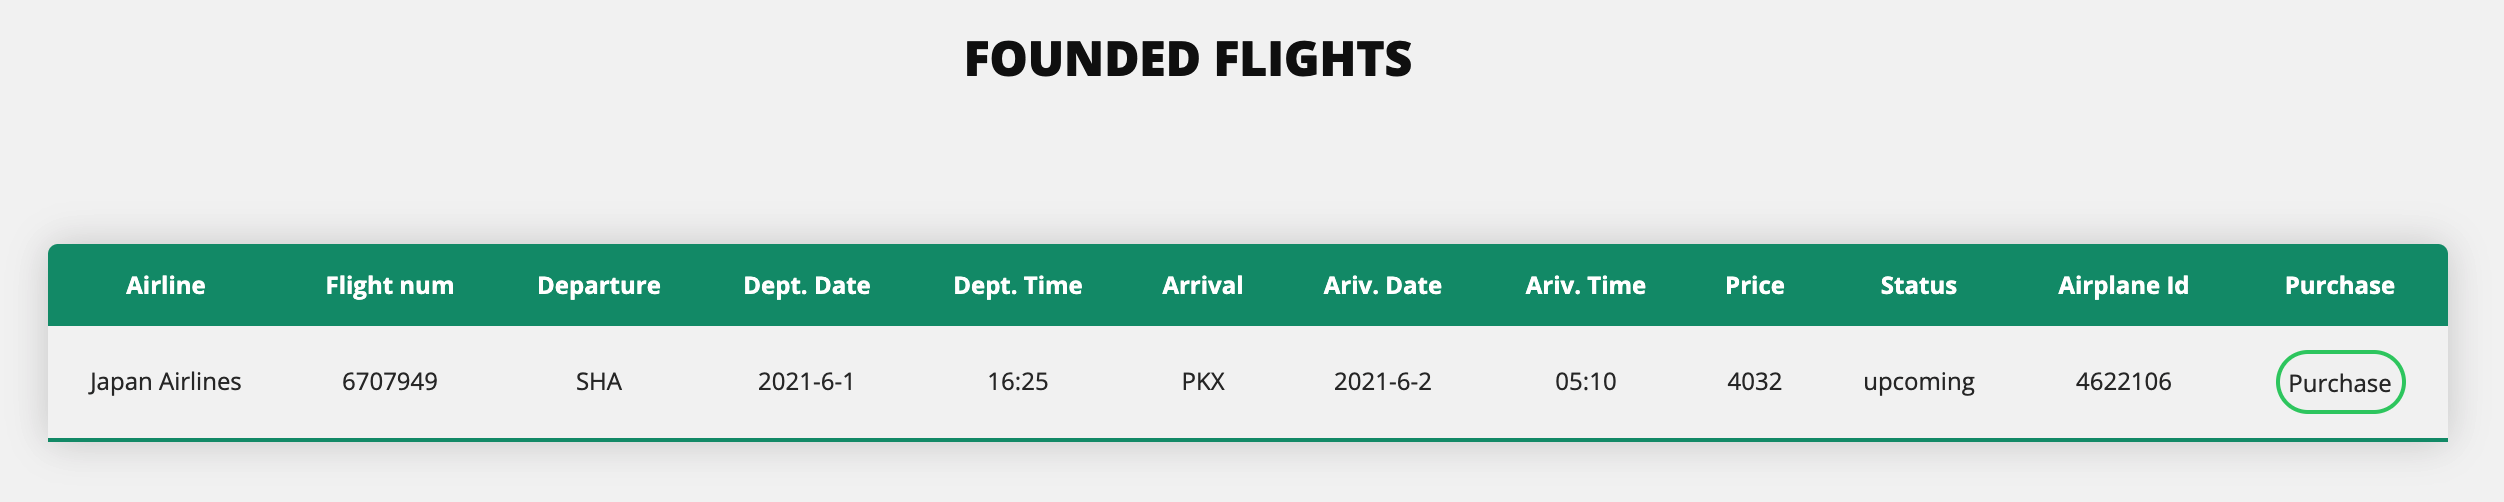 FOUNDED FLIGHTS
Airline Flight num Departure Dept. Date Dept. Time Arrival Ariv. Date Ariv. Time Price Status Airplane Id Purchase
Japan Airlines 6707949 SHA 2021-6-1 16:25 PKX 2021-6-2 05:10 4032 upcoming 4622106 Purchase